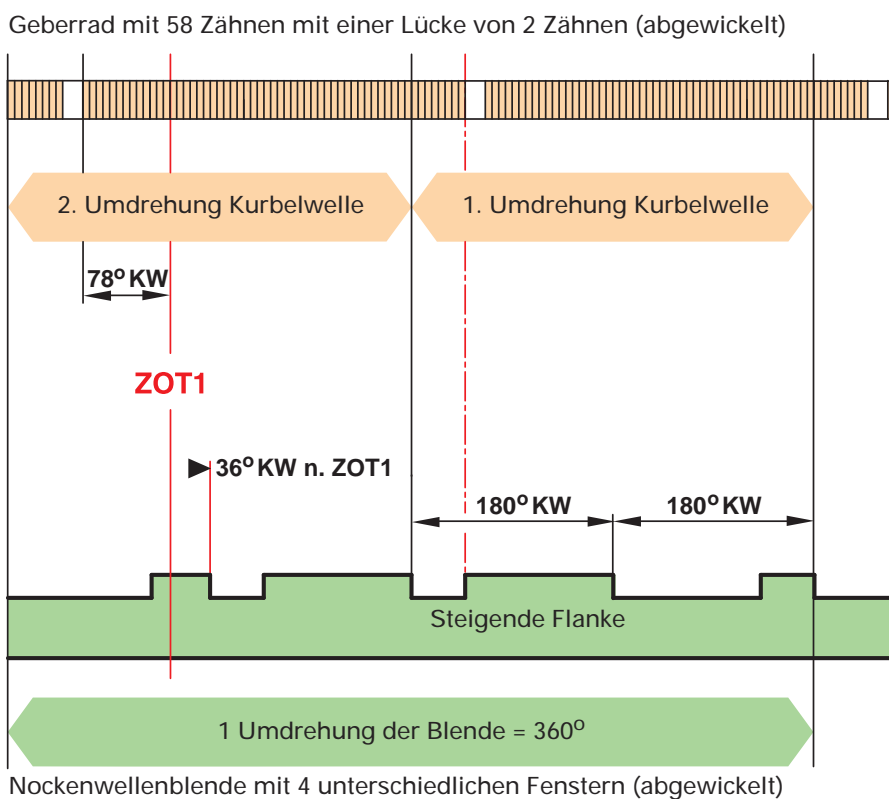 Geberrad mit 58 Zähnen mit einer Lücke von 2 Zähnen (abgewickelt)
2. Umdrehung Kurbelwelle
1. Umdrehung Kurbelwelle
78° KW
ZOT1
36° KW n. ZOT1
180° KW
180° KW
Steigende Flanke
1 Umdrehung der Blende = 360°
Nockenwellenblende mit 4 unterschiedlichen Fenstern (abgewickelt)